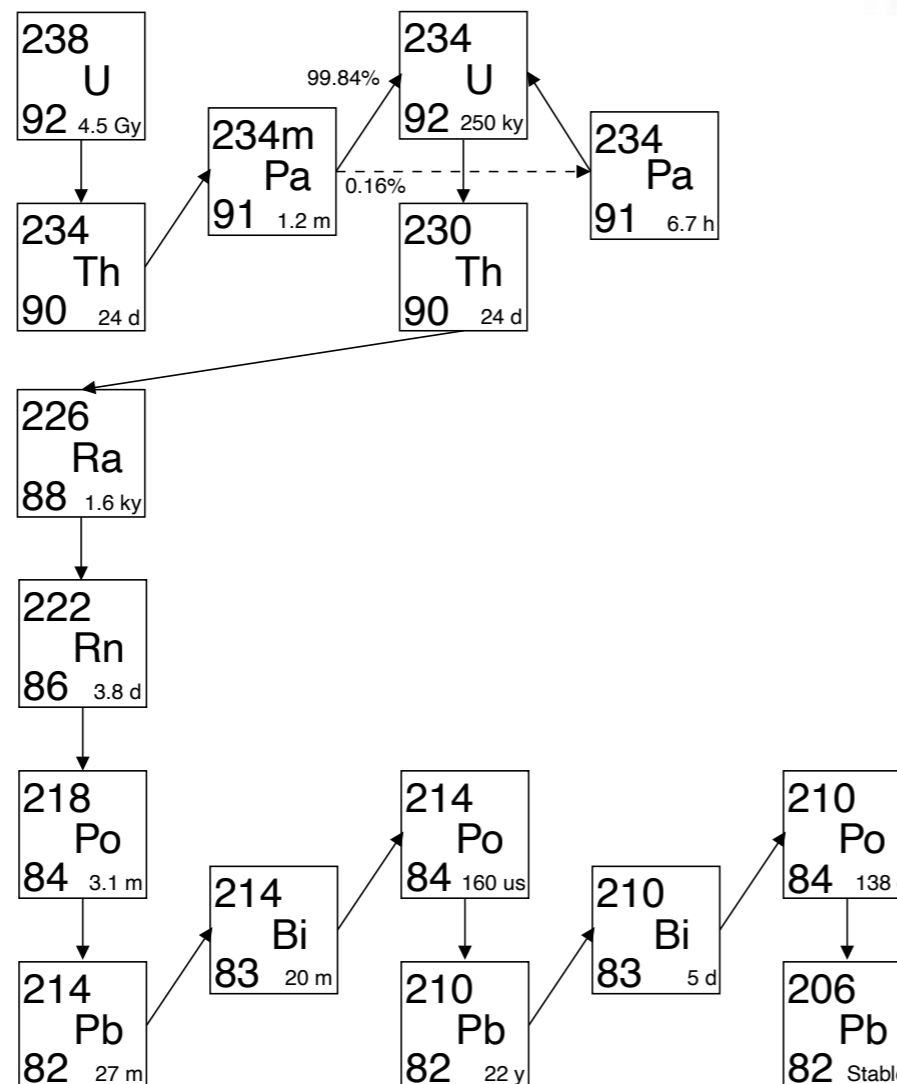 238
U
92 4.5 Gy
99.84%
234
U
92 250 ky
234m
Pa
91 1.2 m
0.16%
234
Pa
91 6.7 h
234
Th
90 24 d
230
Th
90 24 d
226
Ra
88 1.6 ky
222
Rn
86 3.8 d
218
Po
84 3.1 m
214
Po
84 160 us
210
Po
84 138
214
Bi
83 20 m
210
Bi
83 5 d
214
Pb
82 27 m
210
Pb
82 22 y
206
Pb
82 Stable